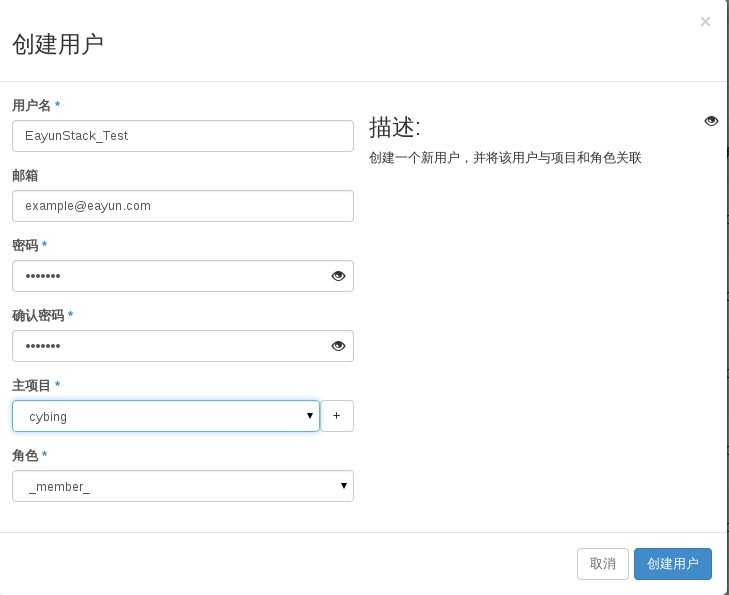 ×
创建用户
用户名 *
EayunStack_Test
邮箱
example@eayun.com
密码 *
•••••••
确认密码 *
•••••••
主项目 *
cybing
+
角色 *
_member_
描述:
创建一个新用户，并将该用户与项目和角色关联
取消
创建用户